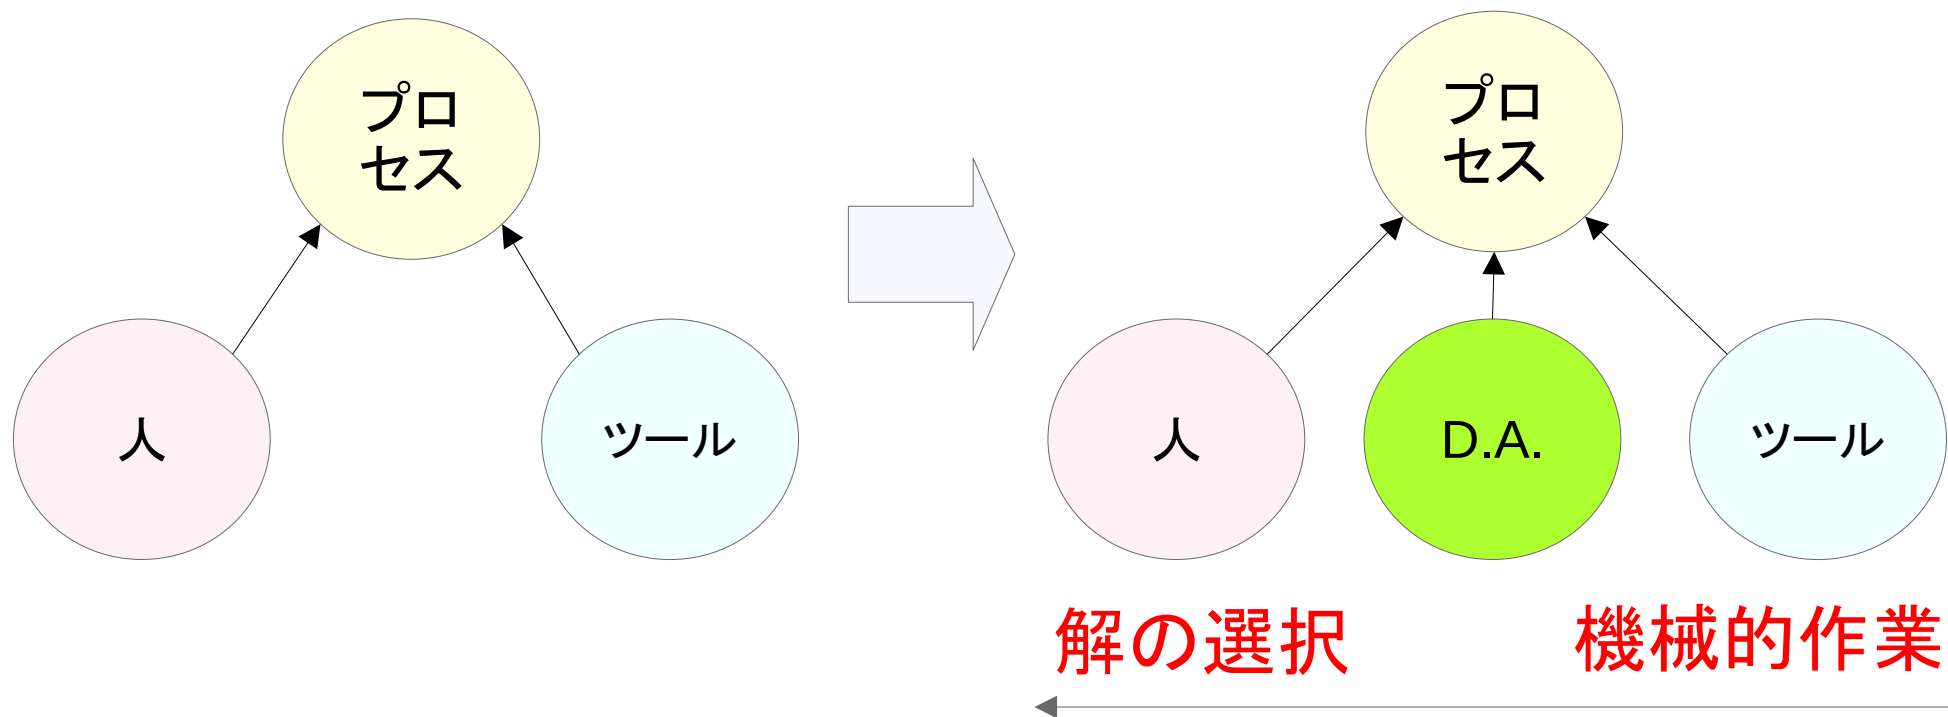 プロ
セス
人
ツール
プロ
セス
人
D.A.
ツール
解の選択
機械的作業